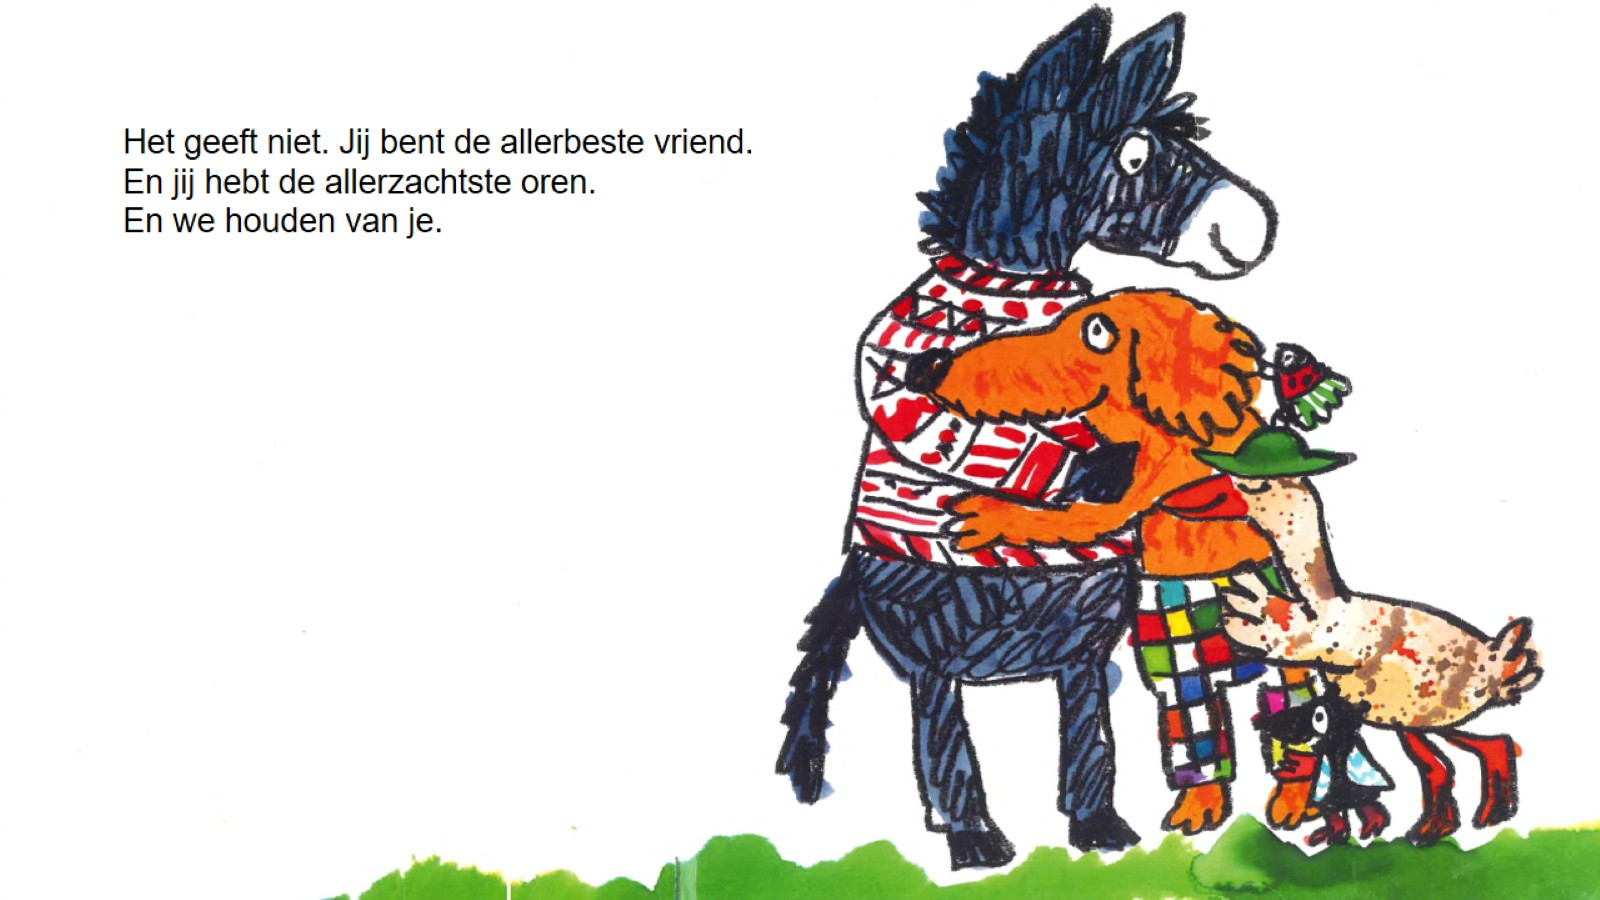 Het geeft niet. Jij bent de allerbeste vriend.
En jij hebt de allerzachtste oren.
En we houden van je.